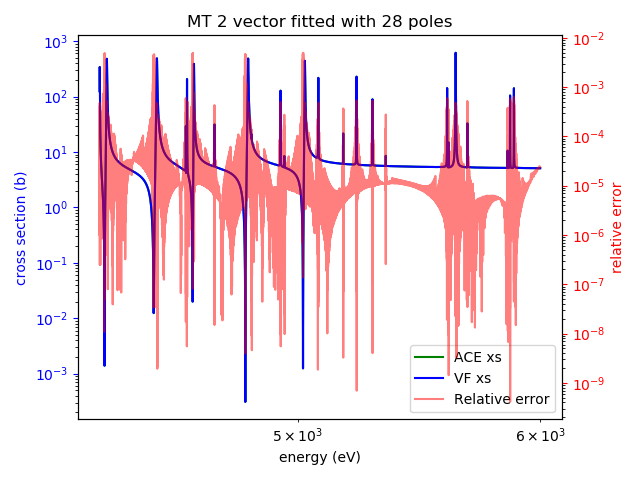 MT 2 vector fitted with 28 poles
cross section (b)
10³
10²
10¹
10⁰
10⁻¹
10⁻²
10⁻³
10⁻²
10⁻³
10⁻⁴
10⁻⁵
10⁻⁶
10⁻⁷
10⁻⁸
10⁻⁹
relative error
ACE xs
VF xs
Relative error
5 × 10³ 6 × 10³
energy (eV)